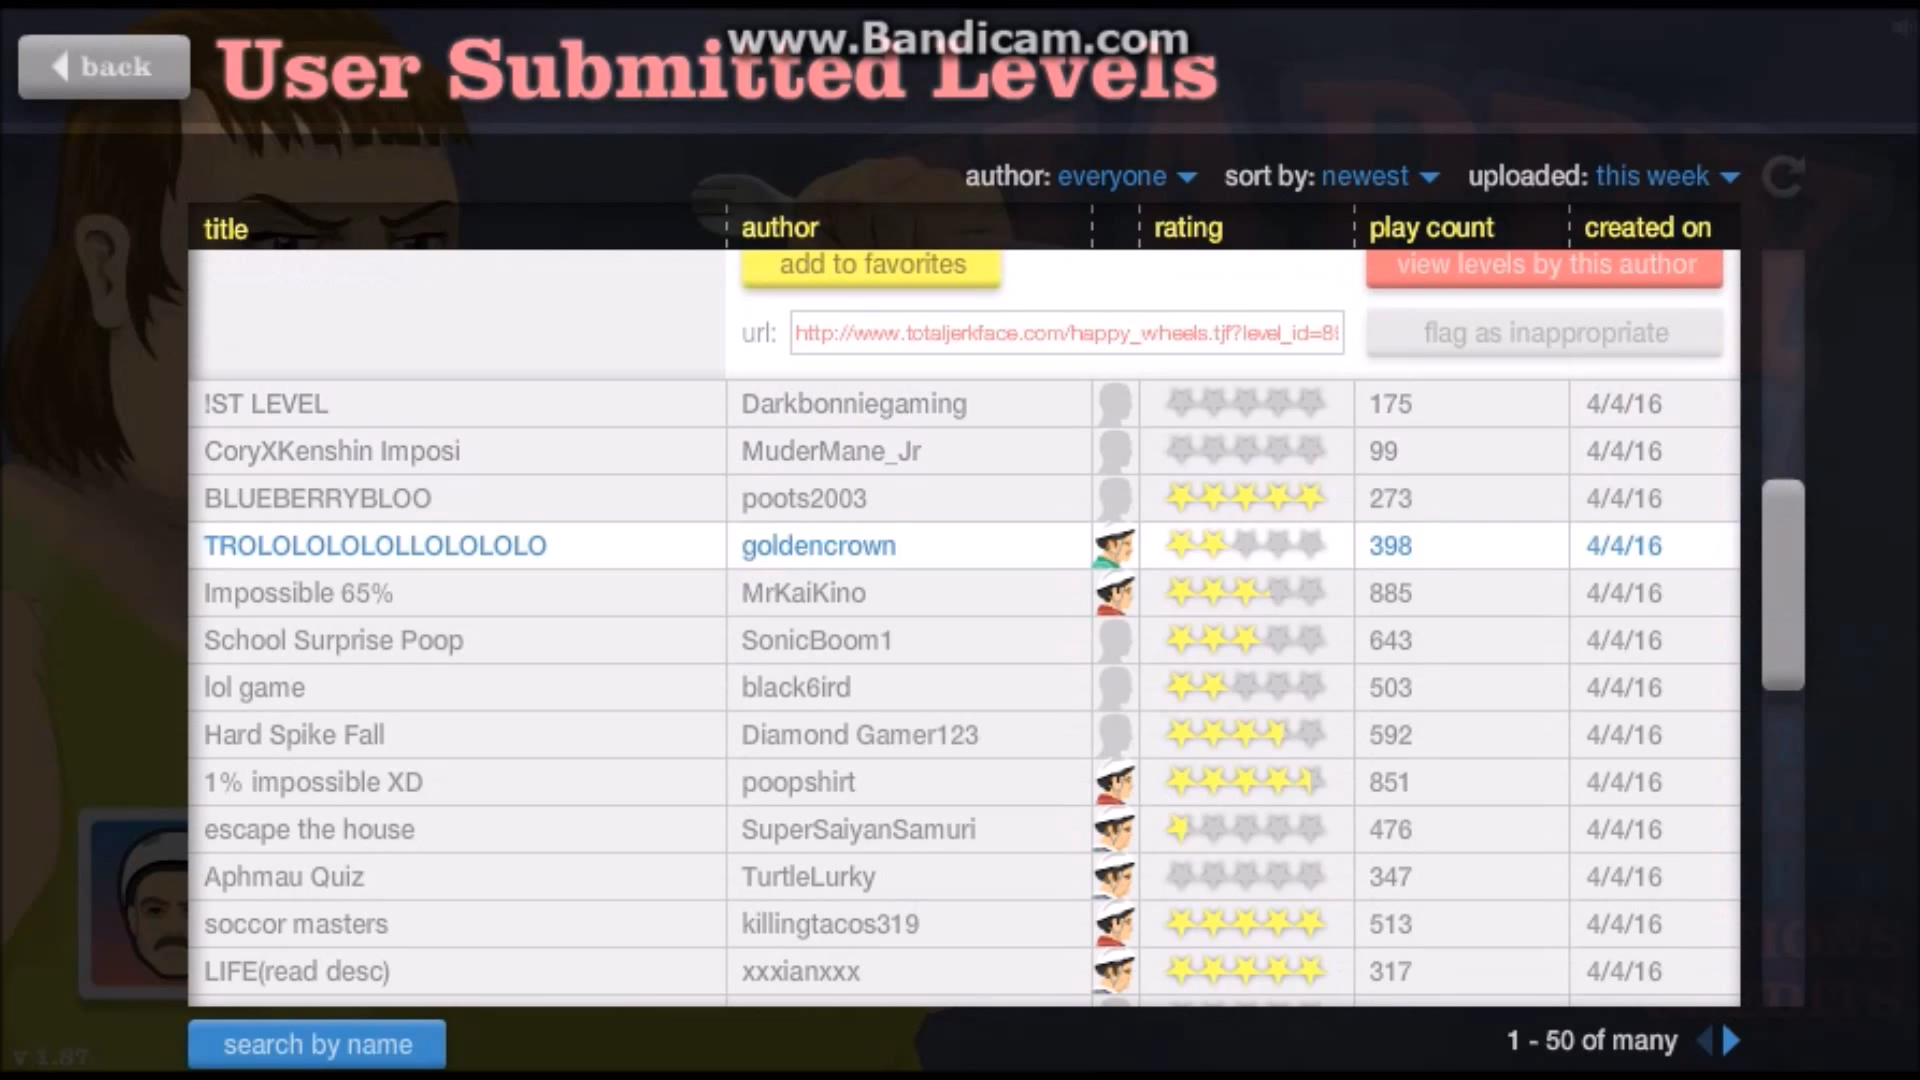 www.Bandicam.com
back
User Submitted Levels
author: everyone sort by: newest uploaded: this week
title author rating play count created on
add to favorites view levels by this author
url: http://www.totaljerkface.com/happy_wheels.tjf?level_id=8 flag as inappropriate
!ST LEVEL Darkbonniegaming 175 4/4/16
CoryXKenshin Imposi MuderMane_Jr 99 4/4/16
BLUEBERRYBLOO poots2003 273 4/4/16
TROLOLOLOLOLLOLOLOLO goldencrown 398 4/4/16
Impossible 65% MrKaiKino 885 4/4/16
School Surprise Poop SonicBoom1 643 4/4/16
lol game black6ird 503 4/4/16
Hard Spike Fall Diamond Gamer123 592 4/4/16
1% impossible XD poopshirt 851 4/4/16
escape the house SuperSaiyanSamuri 476 4/4/16
Aphmau Quiz TurtleLurky 347 4/4/16
soccor masters killingtacos319 513 4/4/16
LIFE(read desc) xxxianxxx 317 4/4/16
search by name 1 - 50 of many
v 1.87